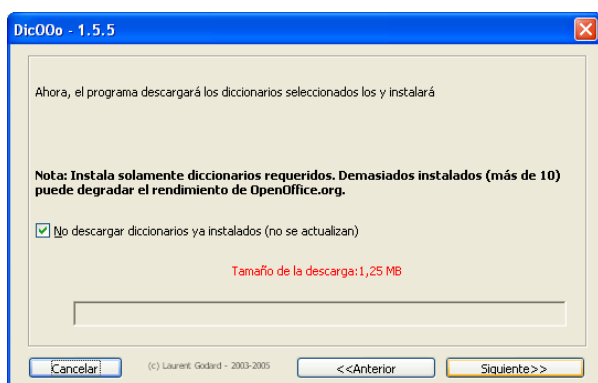 DicOOo - 1.5.5
Ahora, el programa descargará los diccionarios seleccionados los y instalará
Nota: Instala solamente diccionarios requeridos. Demasiados instalados (más de 10)
puede degradar el rendimiento de OpenOffice.org.
No descargar diccionarios ya instalados (no se actualizan)
Tamaño de la descarga:1,25 MB
Cancelar (c) Laurent Godard - 2003-2005 <<Anterior Siguiente>>